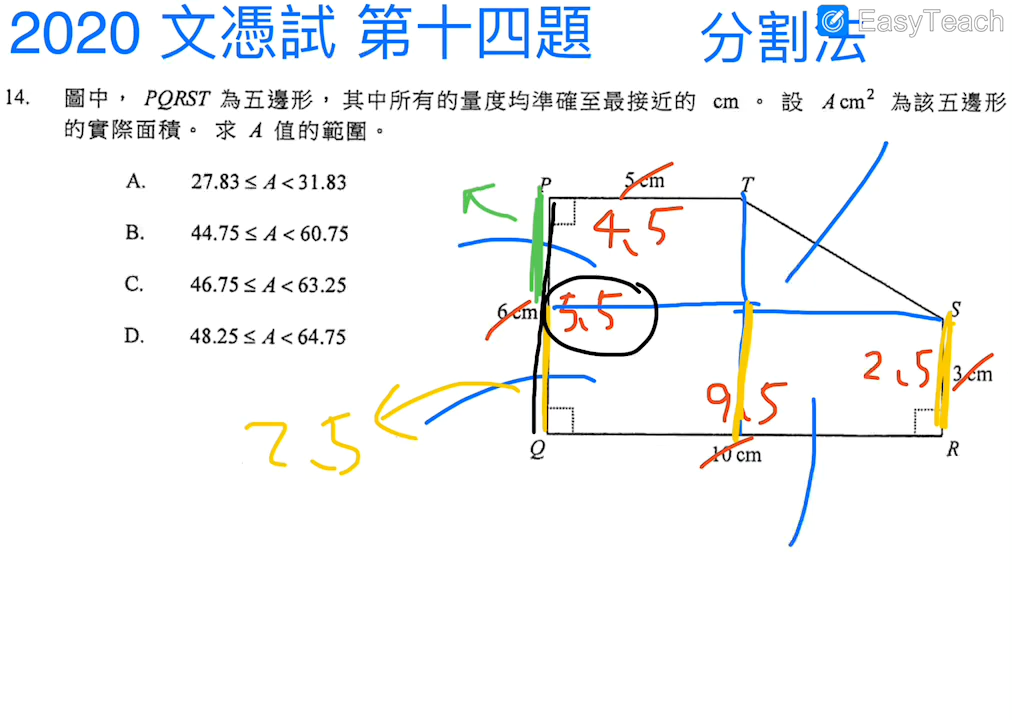 2020 文憑試 第十四題
分割法
EasyTeach
14. 圖中， PQRST 為五邊形，其中所有的量度均準確至最接近的 cm 。 設 A cm² 為該五邊形
的實際面積。 求 A 值的範圍。
A. 27.83 ≤ A < 31.83
B. 44.75 ≤ A < 60.75
C. 46.75 ≤ A < 63.25
D. 48.25 ≤ A < 64.75
P
5 cm
T
4.5
6 cm
5.5
S
2.5
3 cm
9.5
2.5
Q
10 cm
R